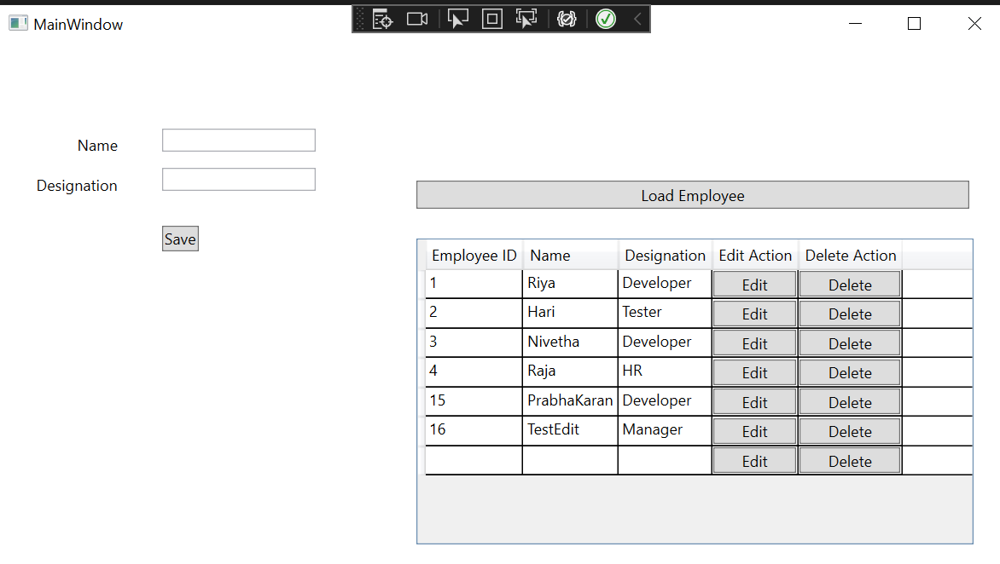 MainWindow
Name
Designation
Save
Load Employee
Employee ID Name Designation Edit Action Delete Action
1 Riya Developer Edit Delete
2 Hari Tester Edit Delete
3 Nivetha Developer Edit Delete
4 Raja HR Edit Delete
15 PrabhaKaran Developer Edit Delete
16 TestEdit Manager Edit Delete
Edit Delete